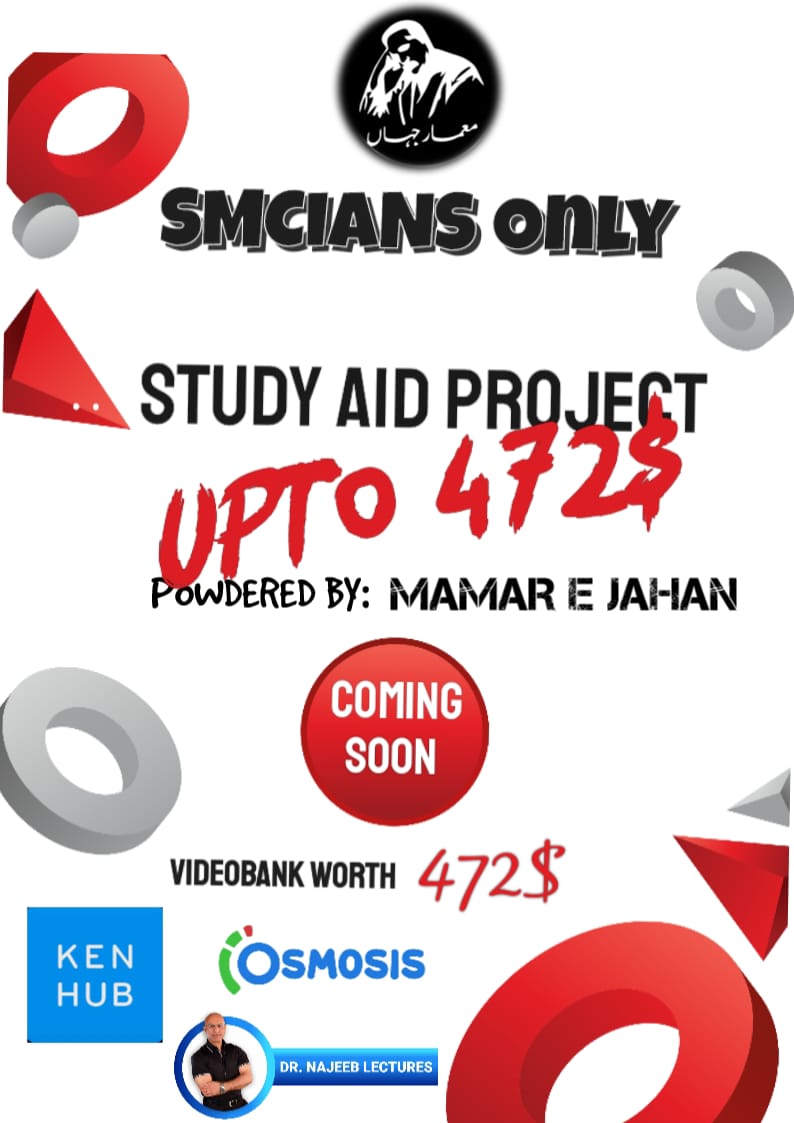 معمار جہاں
SMCIANS ONLY
STUDY AID PROJECT
UPTO 472$
POWDERED BY: MAMAR E JAHAN
COMING
SOON
VIDEOBANK WORTH 472$
KEN
HUB
OSMOSIS
DR. NAJEEB LECTURES